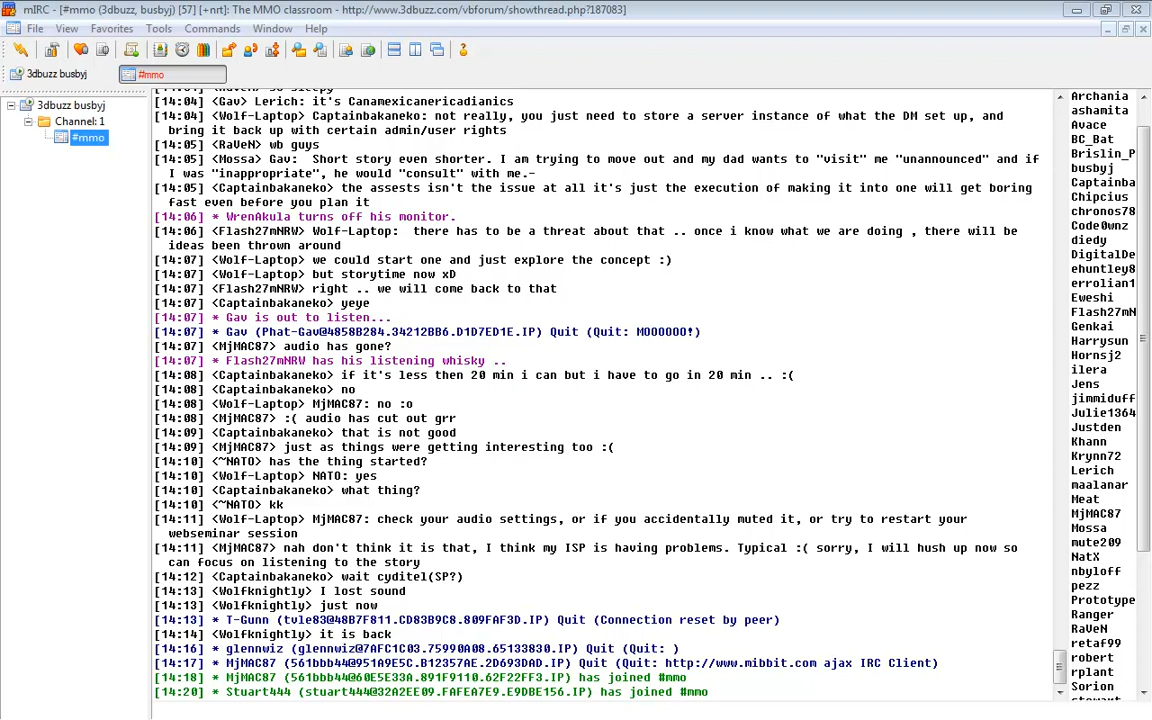 mIRC - [#mmo (3dbuzz, busbyj) [57] [+nrt]: The MMO classroom - http://www.3dbuzz.com/vbforum/showthread.php?187083]
File View Favorites Tools Commands Window Help
3dbuzz busbyj #mmo
3dbuzz busbyj
Channel: 1
#mmo
[14:04] <Gav> Lerich: it's Canamexicanericadianics
[14:04] <Wolf-Laptop> Captainbakaneko: not really, you just need to store a server instance of what the DM set up, and
bring it back up with certain admin/user rights
[14:05] <RaVeN> wb guys
[14:05] <Mossa> Gav:  Short story even shorter. I am trying to move out and my dad wants to "visit" me "unannounced" and if
I was "inappropriate", he would "consult" with me.-
[14:05] <Captainbakaneko> the assests isn't the issue at all it's just the execution of making it into one will get boring
fast even before you plan it
[14:06] * WrenAkula turns off his monitor.
[14:06] <Flash27mNRW> Wolf-Laptop:  there has to be a threat about that .. once i know what we are doing , there will be
ideas been thrown around
[14:07] <Wolf-Laptop> we could start one and just explore the concept :)
[14:07] <Wolf-Laptop> but storytime now xD
[14:07] <Flash27mNRW> right .. we will come back to that
[14:07] <Captainbakaneko> yeye
[14:07] * Gav is out to listen...
[14:07] * Gav (Phat-Gav@4858B284.34212BB6.D1D7ED1E.IP) Quit (Quit: MOOOOOO!)
[14:07] <MjMAC87> audio has gone?
[14:07] * Flash27mNRW has his listening whisky ..
[14:08] <Captainbakaneko> if it's less then 20 min i can but i have to go in 20 min .. :(
[14:08] <Captainbakaneko> no
[14:08] <Wolf-Laptop> MjMAC87: no :o
[14:08] <MjMAC87> :( audio has cut out grr
[14:09] <Captainbakaneko> that is not good
[14:09] <MjMAC87> just as things were getting interesting too :(
[14:10] <~NATO> has the thing started?
[14:10] <Wolf-Laptop> NATO: yes
[14:10] <Captainbakaneko> what thing?
[14:10] <~NATO> kk
[14:11] <Wolf-Laptop> MjMAC87: check your audio settings, or if you accidentally muted it, or try to restart your
webseminar session
[14:11] <MjMAC87> nah don't think it is that, I think my ISP is having problems. Typical :( sorry, I will hush up now so
can focus on listening to the story
[14:12] <Captainbakaneko> wait cyditel(SP?)
[14:13] <Wolfknightly> I lost sound
[14:13] <Wolfknightly> just now
[14:13] * T-Gunn (tvle83@48B7F811.CD83B9C8.809FAF3D.IP) Quit (Connection reset by peer)
[14:14] <Wolfknightly> it is back
[14:16] * glennwiz (glennwiz@7AFC1C03.75990A08.65133830.IP) Quit (Quit: )
[14:17] * MjMAC87 (561bbb44@951A9E5C.B12357AE.2D693DAD.IP) Quit (Quit: http://www.mibbit.com ajax IRC Client)
[14:18] * MjMAC87 (561bbb44@60E5E33A.891F9110.62F22FF3.IP) has joined #mmo
[14:20] * Stuart444 (stuart444@32A2EE09.FAFEA7E9.E9DBE156.IP) has joined #mmo
Archania
ashamita
Avace
BC_Bat
Brislin_P
busbyj
Captainba
Chipcius
chronos78
Code0wnz
diedy
DigitalDe
ehuntley8
errolian1
Eweshi
Flash27mN
Genkai
Harrysun
Hornsj2
ilera
Jens
jimmiduff
Julie1364
Justden
Khann
Krynn72
Lerich
maalanar
Meat
MjMAC87
Mossa
mute209
NatX
nbyloff
pezz
Prototype
Ranger
RaVeN
retaf99
robert
rplant
Sorion